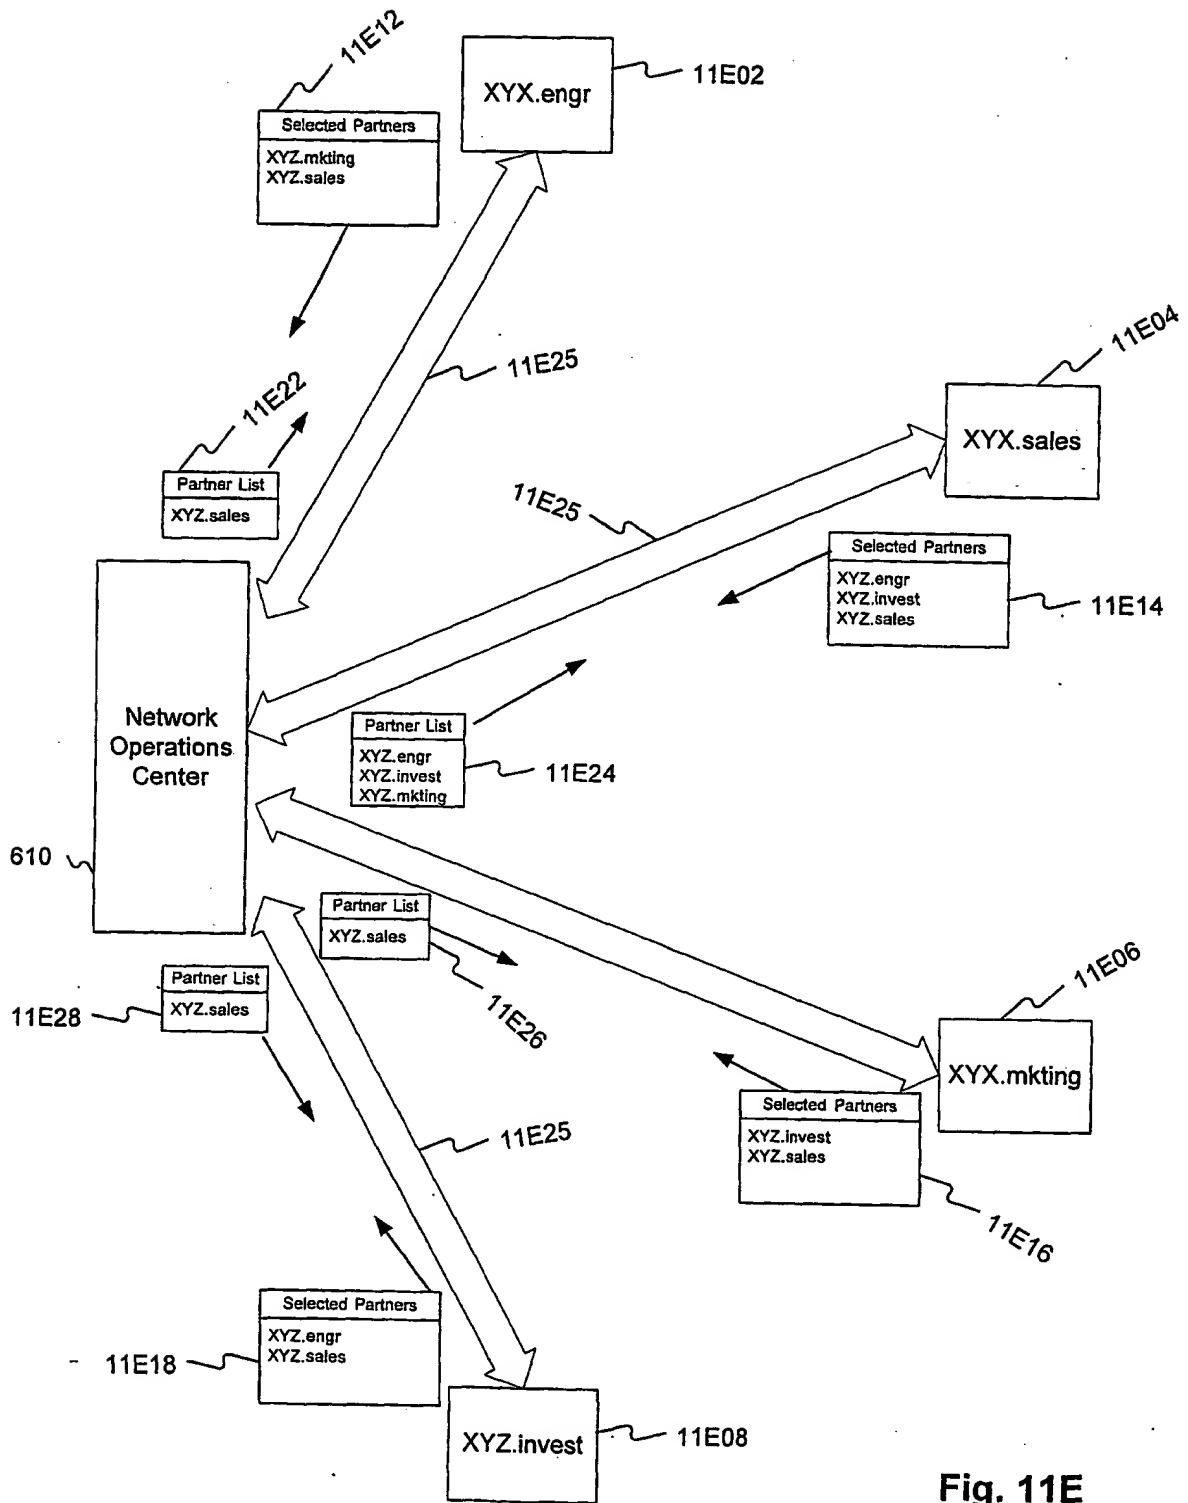 11E12
XYX.engr
11E02
Selected Partners
XYZ.mkting
XYZ.sales
11E25
11E22
Partner List
XYZ.sales
11E04
XYX.sales
11E25
Selected Partners
XYZ.engr
XYZ.invest
XYZ.sales
11E14
Network
Operations
Center
610
Partner List
XYZ.engr
XYZ.invest
XYZ.mkting
11E24
Partner List
XYZ.sales
11E26
Partner List
XYZ.sales
11E28
11E06
XYX.mkting
Selected Partners
XYZ.invest
XYZ.sales
11E16
11E25
Selected Partners
XYZ.engr
XYZ.sales
11E18
XYZ.invest
11E08
Fig. 11E